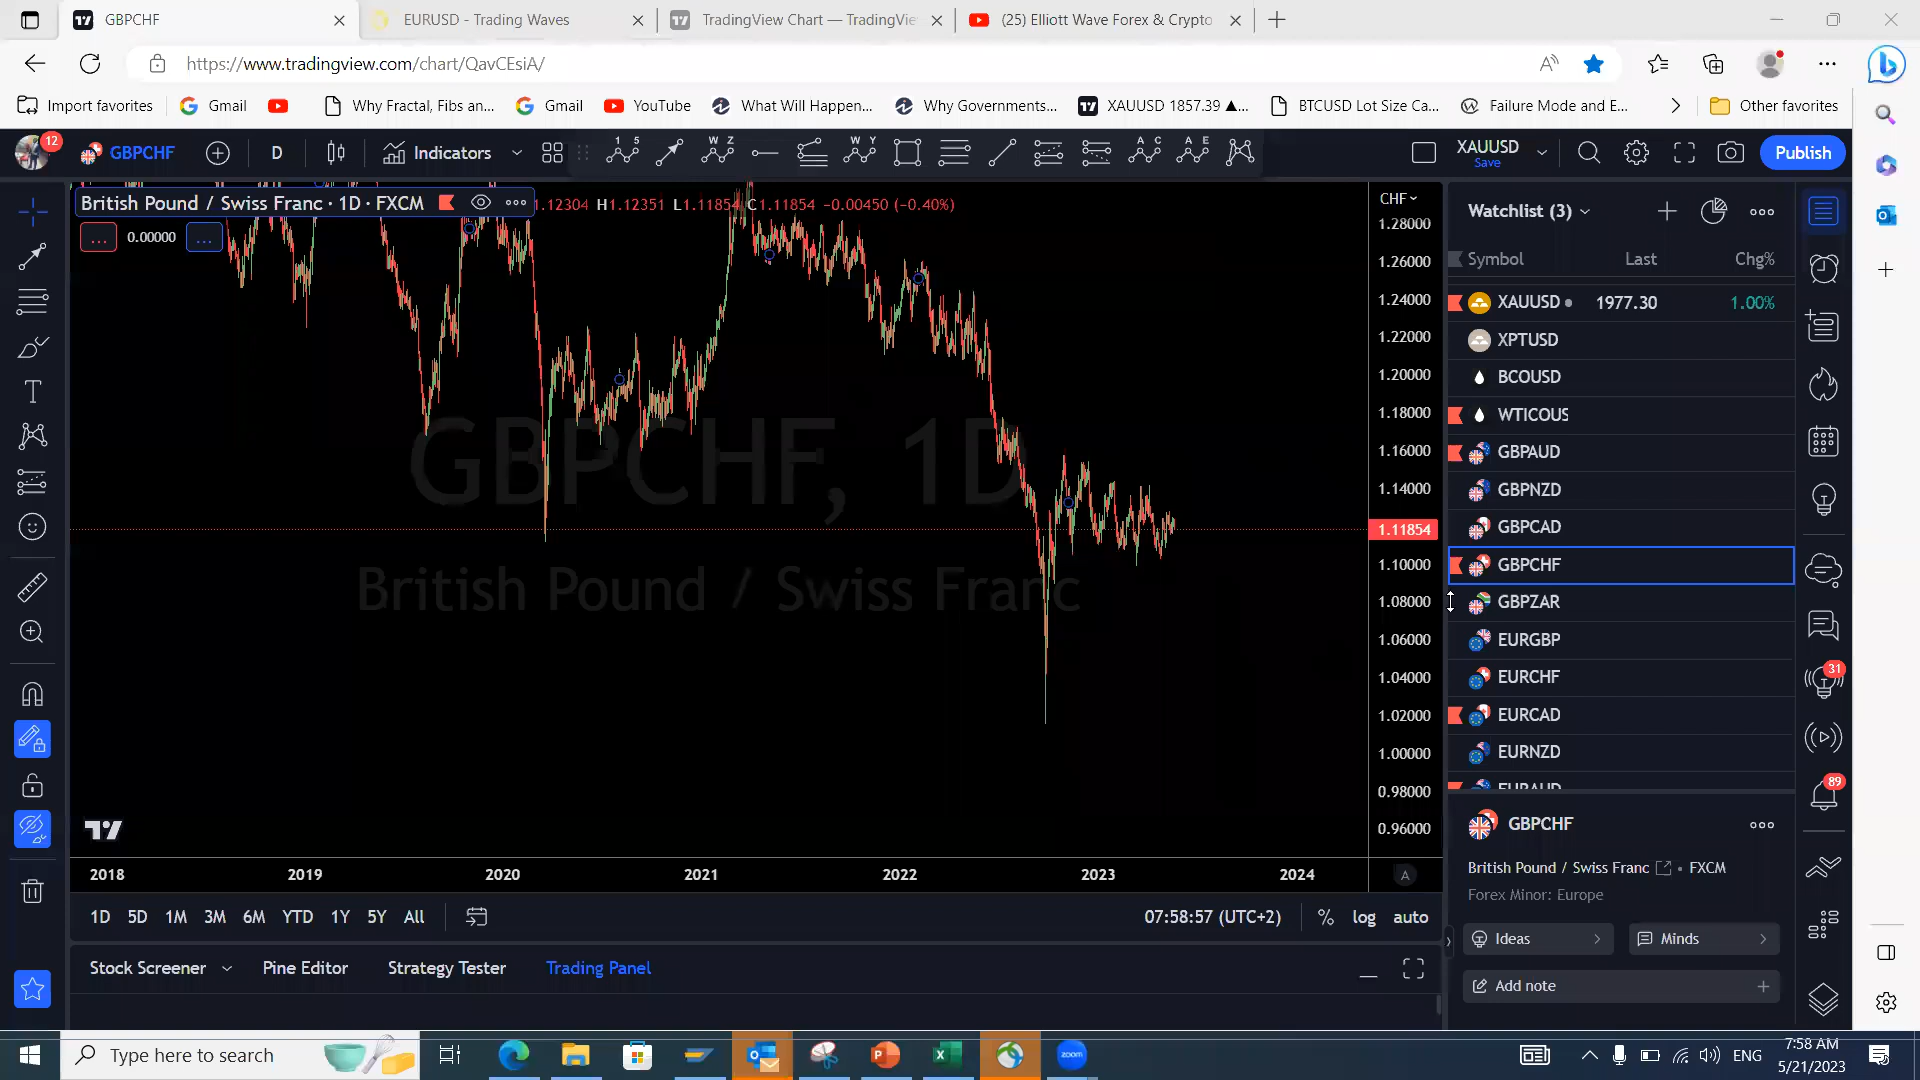 GBPCHF
EURUSD - Trading Waves
TradingView Chart — TradingVie
(25) Elliott Wave Forex & Crypto
https://www.tradingview.com/chart/QavCEsiA/
Import favorites
Gmail
Why Fractal, Fibs an...
Gmail
YouTube
What Will Happen...
Why Governments...
XAUUSD 1857.39 ▲...
BTCUSD Lot Size Ca...
Failure Mode and E...
Other favorites
12
GBPCHF
D
Indicators
XAUUSD
Save
Publish
British Pound / Swiss Franc · 1D · FXCM
1.12304 H1.12351 L1.11854 C1.11854 -0.00450 (-0.40%)
... 0.00000 ...
CHF
1.28000
1.26000
1.24000
1.22000
1.20000
1.18000
1.16000
1.14000
1.11854
1.10000
1.08000
1.06000
1.04000
1.02000
1.00000
0.98000
0.96000
GBPCHF, 1D
British Pound / Swiss Franc
2018 2019 2020 2021 2022 2023 2024
A
1D 5D 1M 3M 6M YTD 1Y 5Y All
07:58:57 (UTC+2) % log auto
Stock Screener Pine Editor Strategy Tester Trading Panel
Watchlist (3)
Symbol Last Chg%
XAUUSD 1977.30 1.00%
XPTUSD
BCOUSD
WTICOUS
GBPAUD
GBPNZD
GBPCAD
GBPCHF
GBPZAR
EURGBP
EURCHF
EURCAD
EURNZD
EURAUD
GBPCHF
British Pound / Swiss Franc • FXCM
Forex Minor: Europe
Ideas
Minds
Add note
31
89
Type here to search
zoom
ENG
7:58 AM
5/21/2023